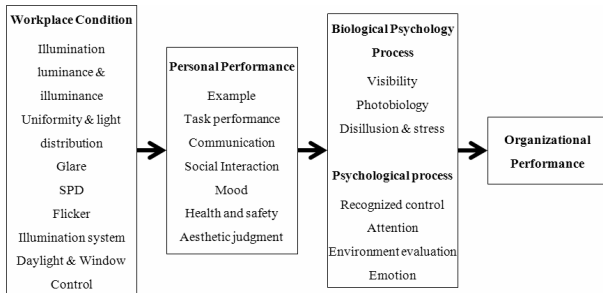 Workplace Condition
Illumination
luminance &
illuminance
Uniformity & light
distribution
Glare
SPD
Flicker
Illumination system
Daylight & Window
Control
Personal Performance
Example
Task performance
Communication
Social Interaction
Mood
Health and safety
Aesthetic judgment
Biological Psychology
Process
Visibility
Photobiology
Disillusion & stress
Psychological process
Recognized control
Attention
Environment evaluation
Emotion
Organizational
Performance